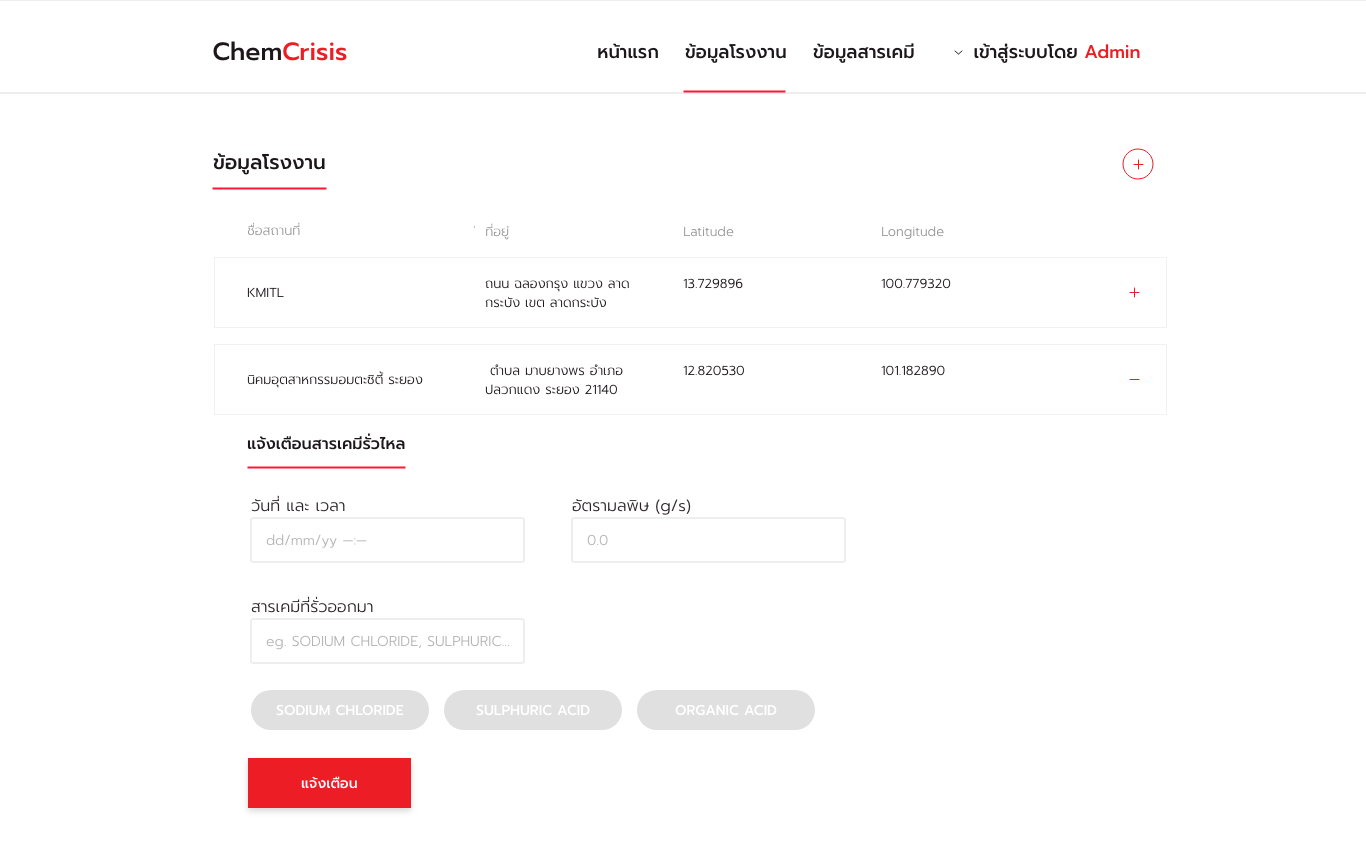 ChemCrisis
หน้าแรก ข้อมูลโรงงาน ข้อมูลสารเคมี เข้าสู่ระบบโดย Admin
ข้อมูลโรงงาน
ชื่อสถานที่ ที่อยู่ Latitude Longitude
KMITL ถนน ฉลองกรุง แขวง ลาด 13.729896 100.779320
กระบัง เขต ลาดกระบัง
นิคมอุตสาหกรรมอมตะซิตี้ ระยอง ตำบล มาบยางพร อำเภอ 12.820530 101.182890
ปลวกแดง ระยอง 21140
แจ้งเตือนสารเคมีรั่วไหล
วันที่ และ เวลา อัตรามลพิษ (g/s)
dd/mm/yy —:— 0.0
สารเคมีที่รั่วออกมา
eg. SODIUM CHLORIDE, SULPHURIC...
SODIUM CHLORIDE SULPHURIC ACID ORGANIC ACID
แจ้งเตือน